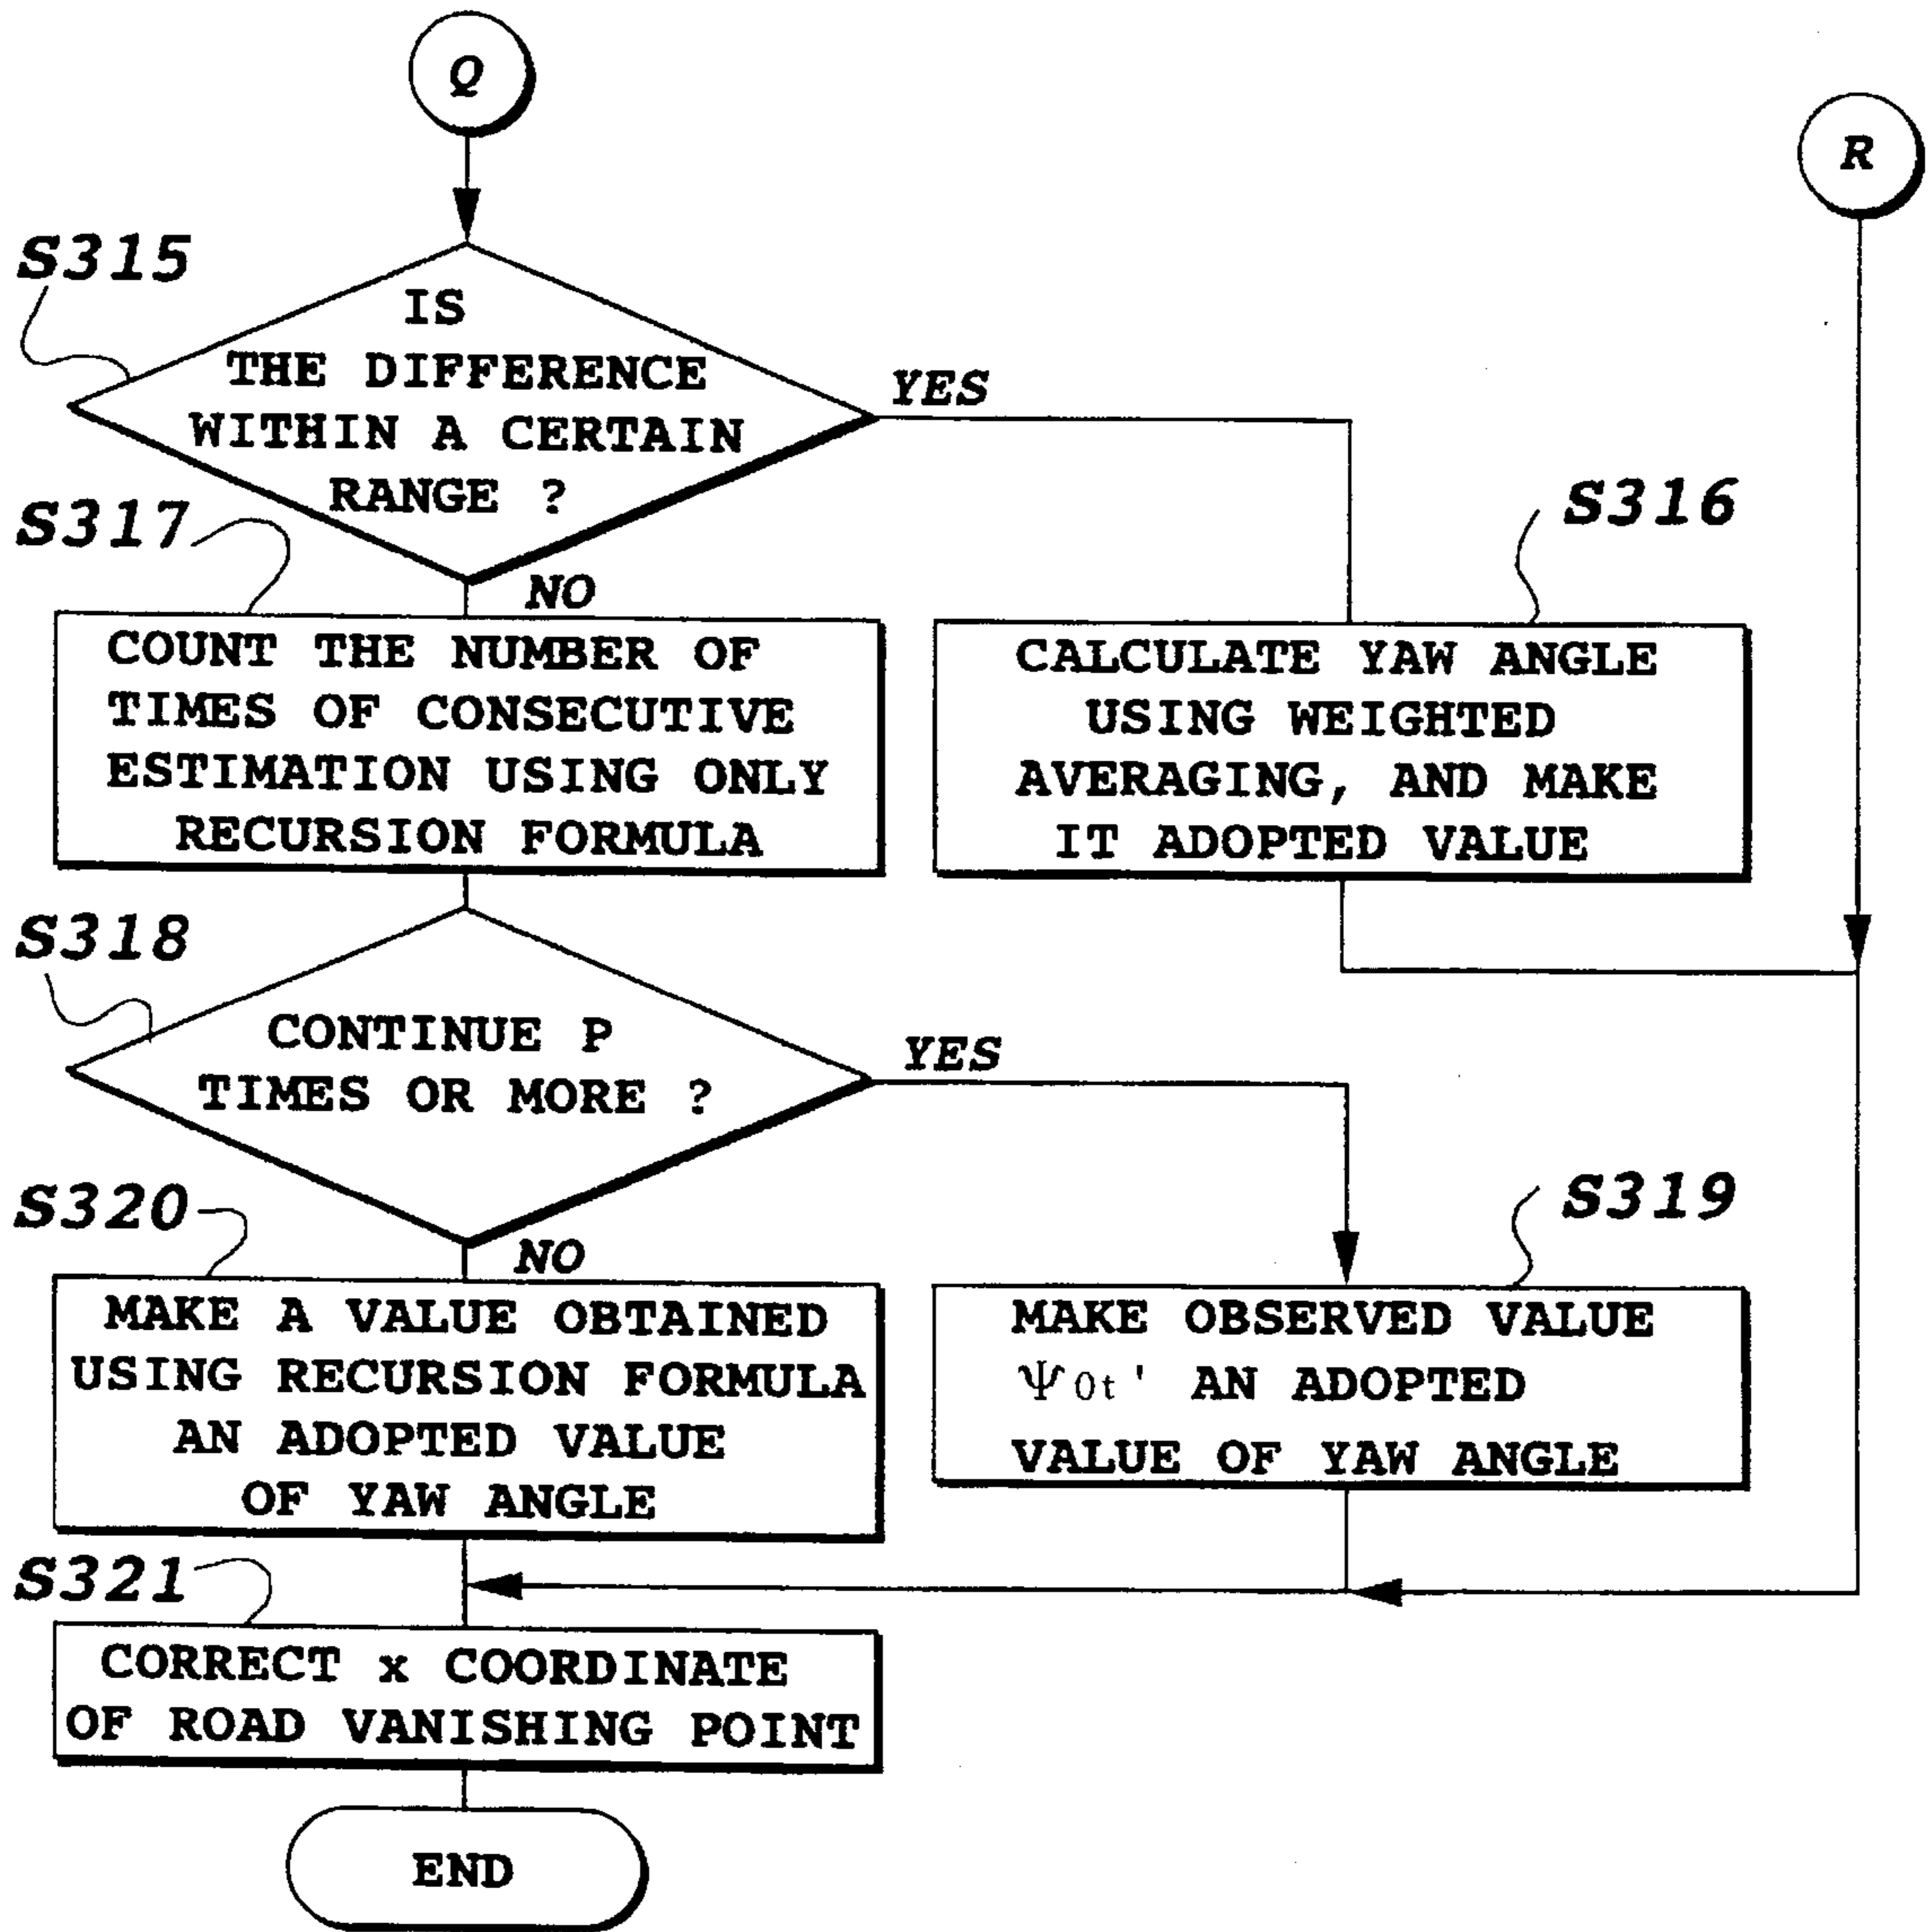 Q
R
S315
IS
THE DIFFERENCE
WITHIN A CERTAIN
RANGE ?
YES
NO
S317
COUNT THE NUMBER OF
TIMES OF CONSECUTIVE
ESTIMATION USING ONLY
RECURSION FORMULA
S316
CALCULATE YAW ANGLE
USING WEIGHTED
AVERAGING, AND MAKE
IT ADOPTED VALUE
S318
CONTINUE P
TIMES OR MORE ?
YES
NO
S320
MAKE A VALUE OBTAINED
USING RECURSION FORMULA
AN ADOPTED VALUE
OF YAW ANGLE
S319
MAKE OBSERVED VALUE
Ψ0t' AN ADOPTED
VALUE OF YAW ANGLE
S321
CORRECT x COORDINATE
OF ROAD VANISHING POINT
END